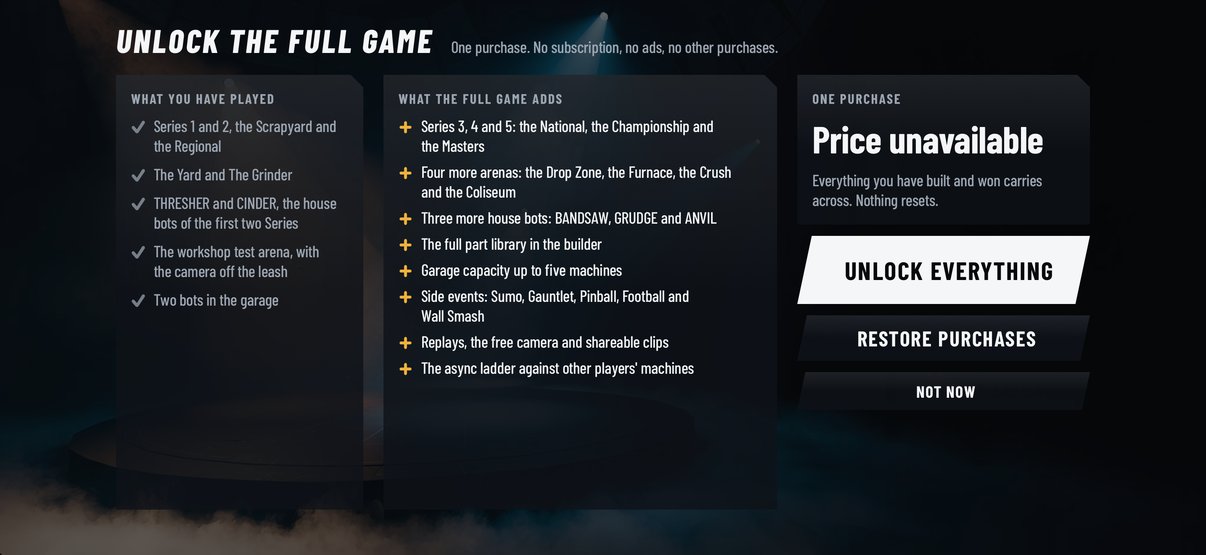 UNLOCK THE FULL GAME
One purchase. No subscription, no ads, no other purchases.
WHAT YOU HAVE PLAYED
Series 1 and 2, the Scrapyard and
the Regional
The Yard and The Grinder
THRESHER and CINDER, the house
bots of the first two Series
The workshop test arena, with
the camera off the leash
Two bots in the garage
WHAT THE FULL GAME ADDS
Series 3, 4 and 5: the National, the Championship and
the Masters
Four more arenas: the Drop Zone, the Furnace, the Crush
and the Coliseum
Three more house bots: BANDSAW, GRUDGE and ANVIL
The full part library in the builder
Garage capacity up to five machines
Side events: Sumo, Gauntlet, Pinball, Football and
Wall Smash
Replays, the free camera and shareable clips
The async ladder against other players' machines
ONE PURCHASE
Price unavailable
Everything you have built and won carries
across. Nothing resets.
UNLOCK EVERYTHING
RESTORE PURCHASES
NOT NOW